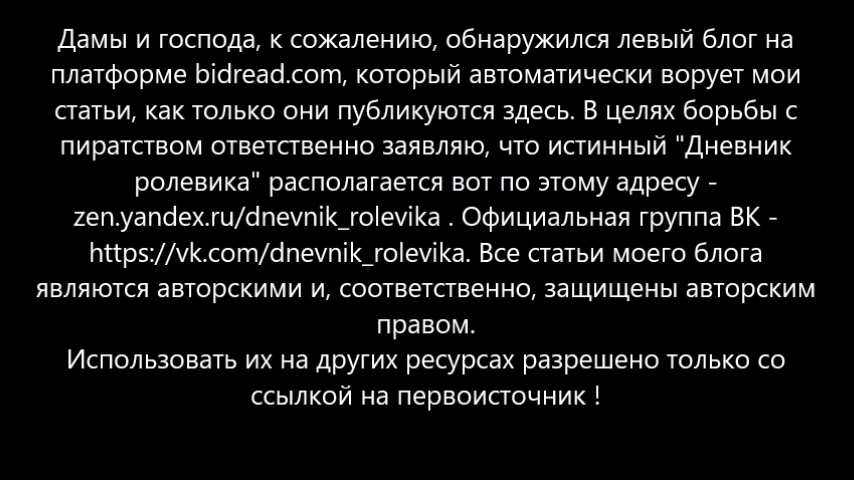 Дамы и господа, к сожалению, обнаружился левый блог на
платформе bidread.com, который автоматически ворует мои
статьи, как только они публикуются здесь. В целях борьбы с
пиратством ответственно заявляю, что истинный "Дневник
ролевика" располагается вот по этому адресу -
zen.yandex.ru/dnevnik_rolevika . Официальная группа ВК -
https://vk.com/dnevnik_rolevika. Все статьи моего блога
являются авторскими и, соответственно, защищены авторским
правом.
Использовать их на других ресурсах разрешено только со
ссылкой на первоисточник !